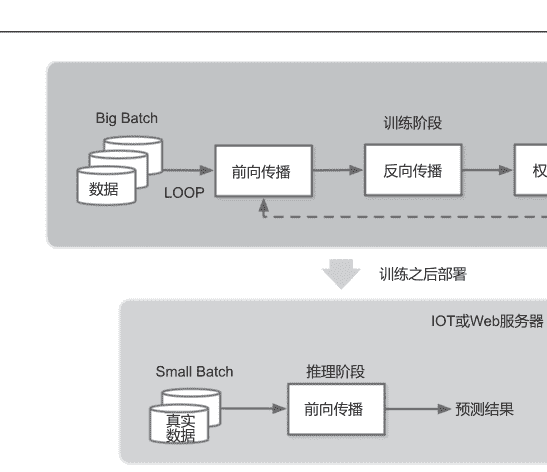 Big Batch
训练阶段
数据
LOOP
前向传播
反向传播
权
训练之后部署
IOT或Web服务器
Small Batch
推理阶段
真实
数据
前向传播
预测结果